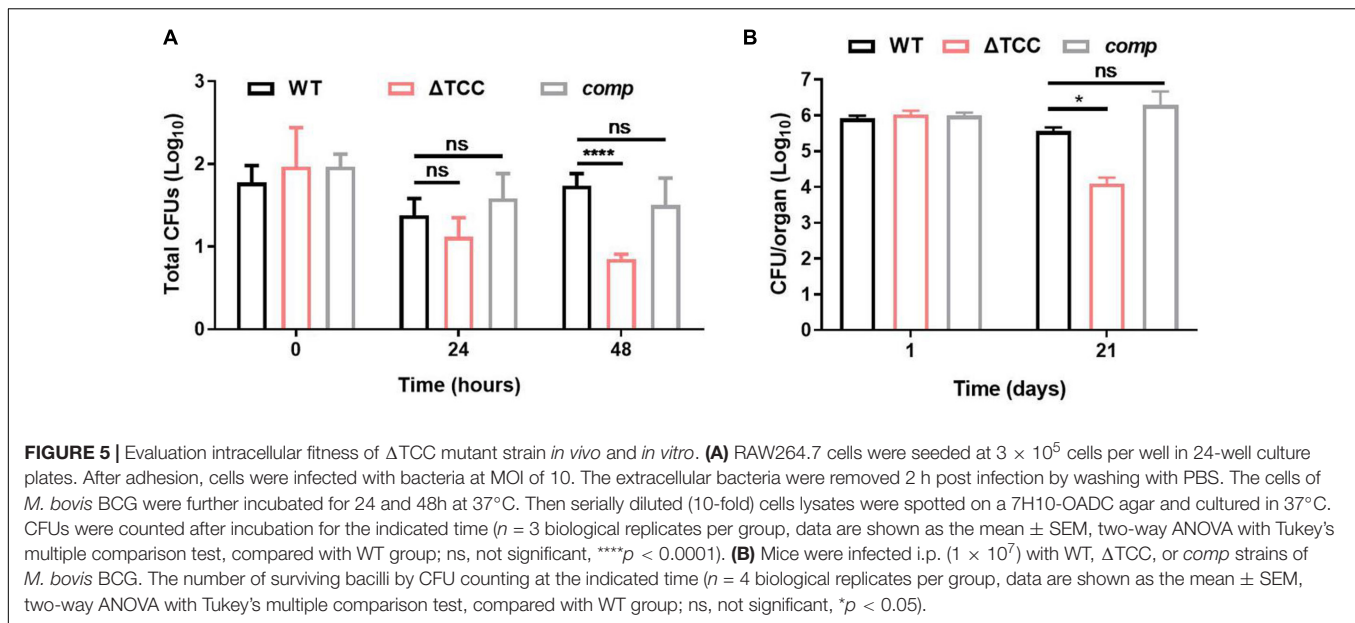 A
WT ΔTCC comp
Total CFUs (Log₁₀)
3
2
1
0
ns
ns
ns
****
0 24 48
Time (hours)
B
WT ΔTCC comp
CFU/organ (Log₁₀)
7
6
5
4
3
2
1
0
ns
*
1 21
Time (days)
FIGURE 5 | Evaluation intracellular fitness of ΔTCC mutant strain in vivo and in vitro. (A) RAW264.7 cells were seeded at 3 × 10⁵ cells per well in 24-well culture
plates. After adhesion, cells were infected with bacteria at MOI of 10. The extracellular bacteria were removed 2 h post infection by washing with PBS. The cells of
M. bovis BCG were further incubated for 24 and 48h at 37°C. Then serially diluted (10-fold) cells lysates were spotted on a 7H10-OADC agar and cultured in 37°C.
CFUs were counted after incubation for the indicated time (n = 3 biological replicates per group, data are shown as the mean ± SEM, two-way ANOVA with Tukey's
multiple comparison test, compared with WT group; ns, not significant, ****p < 0.0001). (B) Mice were infected i.p. (1 × 10⁷) with WT, ΔTCC, or comp strains of
M. bovis BCG. The number of surviving bacilli by CFU counting at the indicated time (n = 4 biological replicates per group, data are shown as the mean ± SEM,
two-way ANOVA with Tukey's multiple comparison test, compared with WT group; ns, not significant, *p < 0.05).